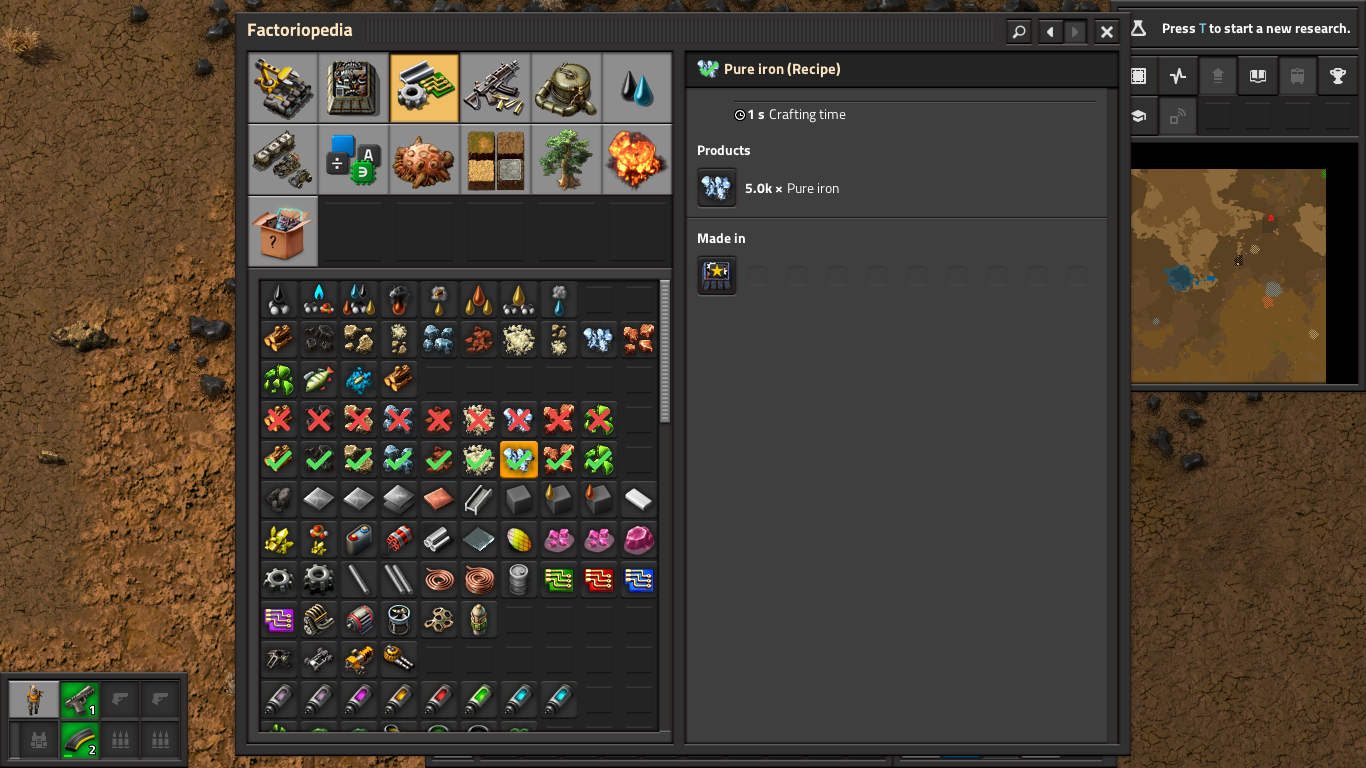 Factoriopedia
Press T to start a new research.
Pure iron (Recipe)
1 s Crafting time
Products
5.0k × Pure iron
Made in
÷
A
Э
?
1
2